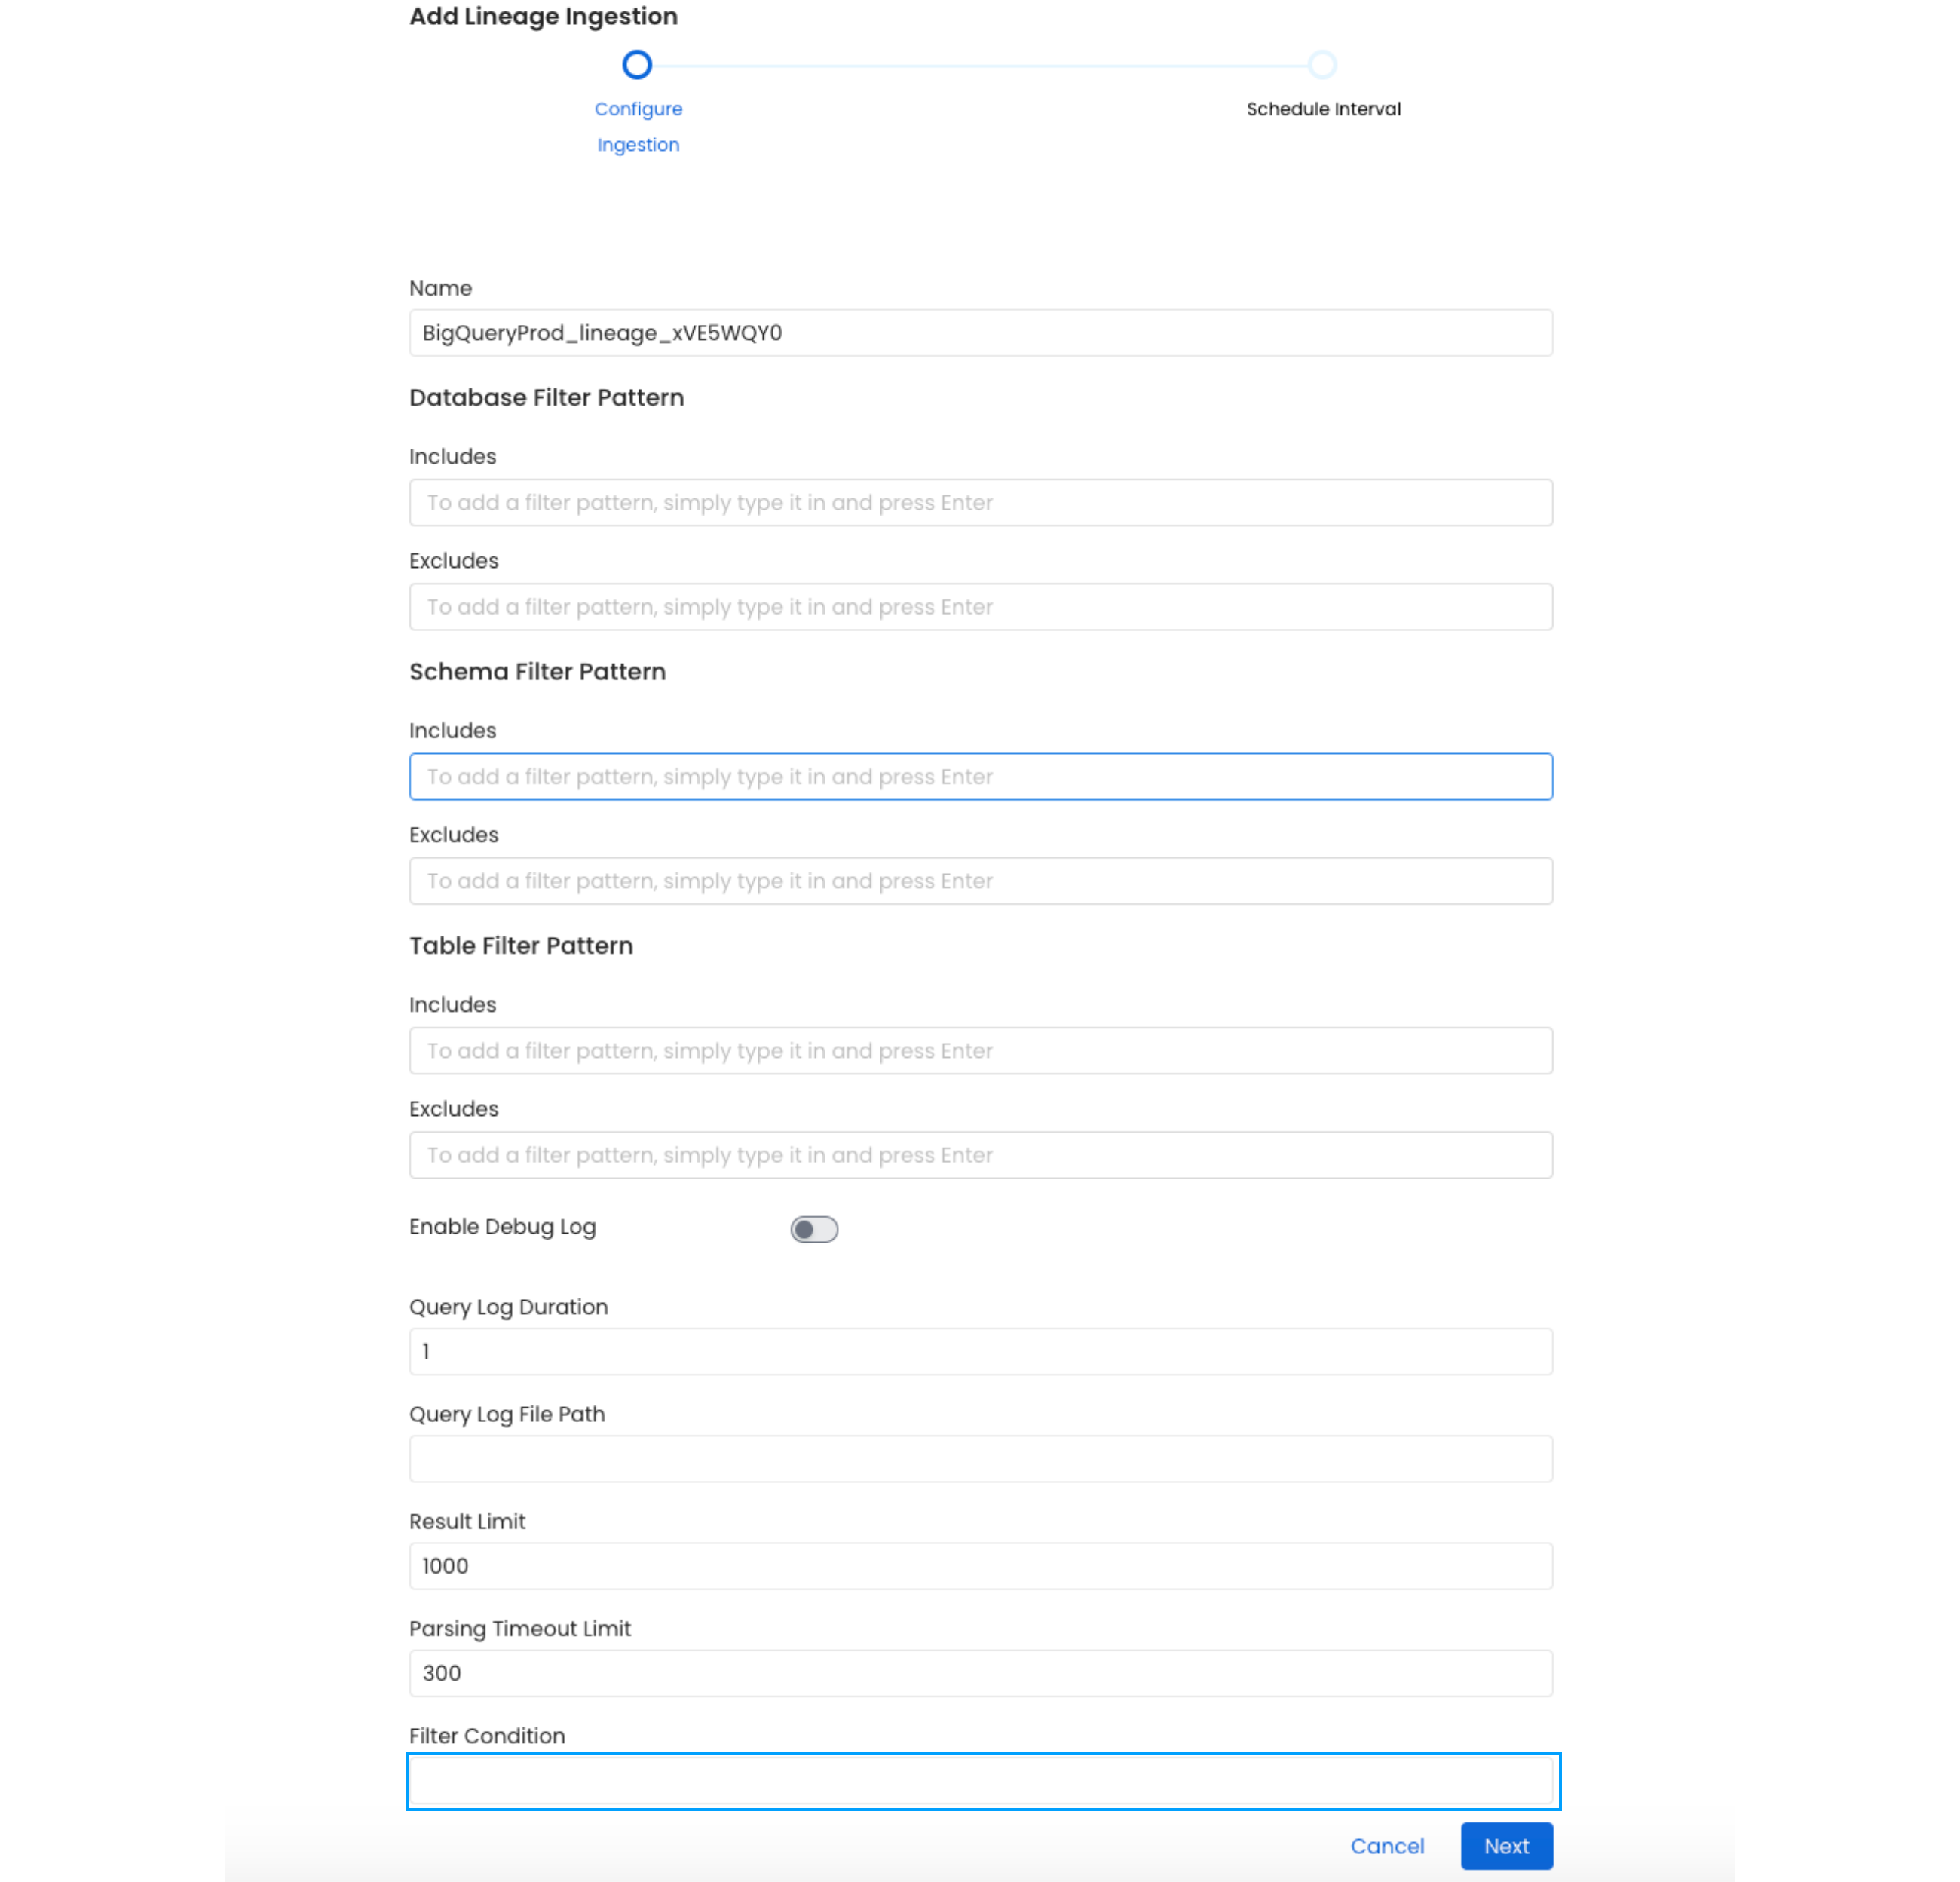 Add Lineage Ingestion
Configure
Ingestion
Schedule Interval
Name
BigQueryProd_lineage_xVE5WQY0
Database Filter Pattern
Includes
To add a filter pattern, simply type it in and press Enter
Excludes
To add a filter pattern, simply type it in and press Enter
Schema Filter Pattern
Includes
To add a filter pattern, simply type it in and press Enter
Excludes
To add a filter pattern, simply type it in and press Enter
Table Filter Pattern
Includes
To add a filter pattern, simply type it in and press Enter
Excludes
To add a filter pattern, simply type it in and press Enter
Enable Debug Log
Query Log Duration
1
Query Log File Path
Result Limit
1000
Parsing Timeout Limit
300
Filter Condition
Cancel
Next